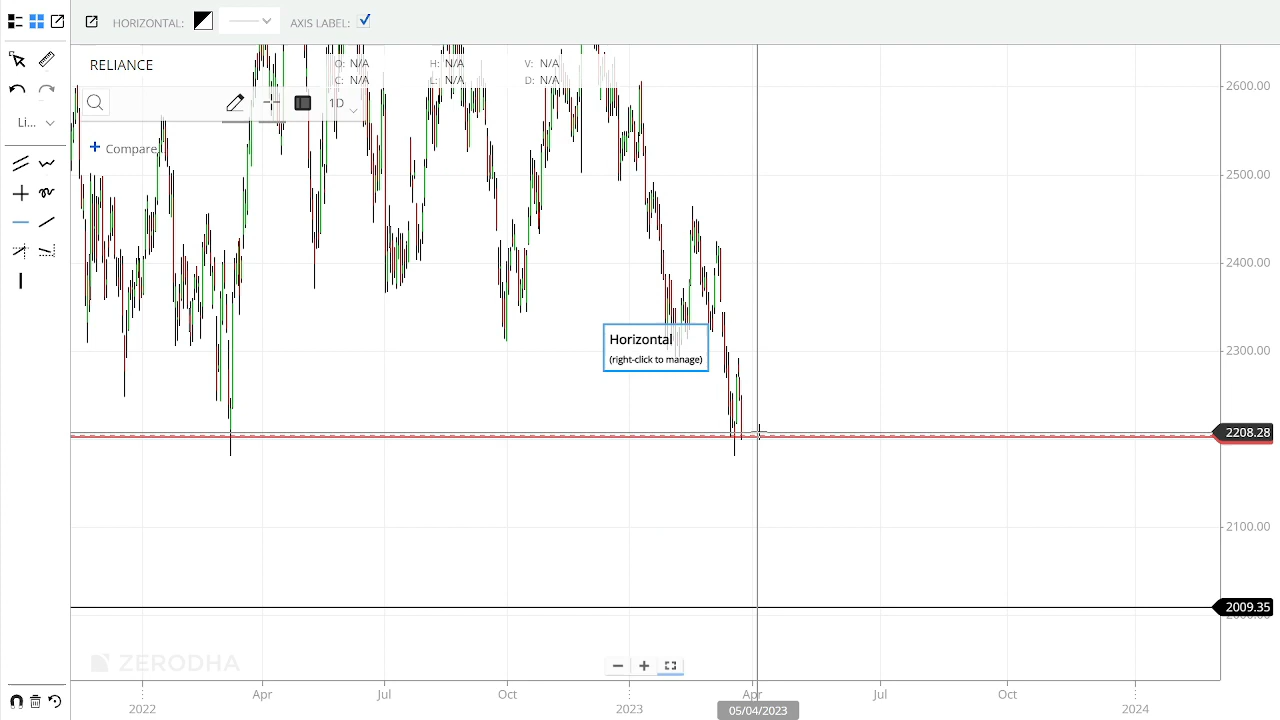 HORIZONTAL:
AXIS LABEL:
RELIANCE
O: N/A H: N/A V: N/A
C: N/A L: N/A D: N/A
1D
Li...
+ Compare
2600.00
2500.00
2400.00
2300.00
Horizontal
(right-click to manage)
2208.28
2100.00
2009.35
ZERODHA
Apr Jul Oct Apr Jul Oct
2022 2023 2024
05/04/2023